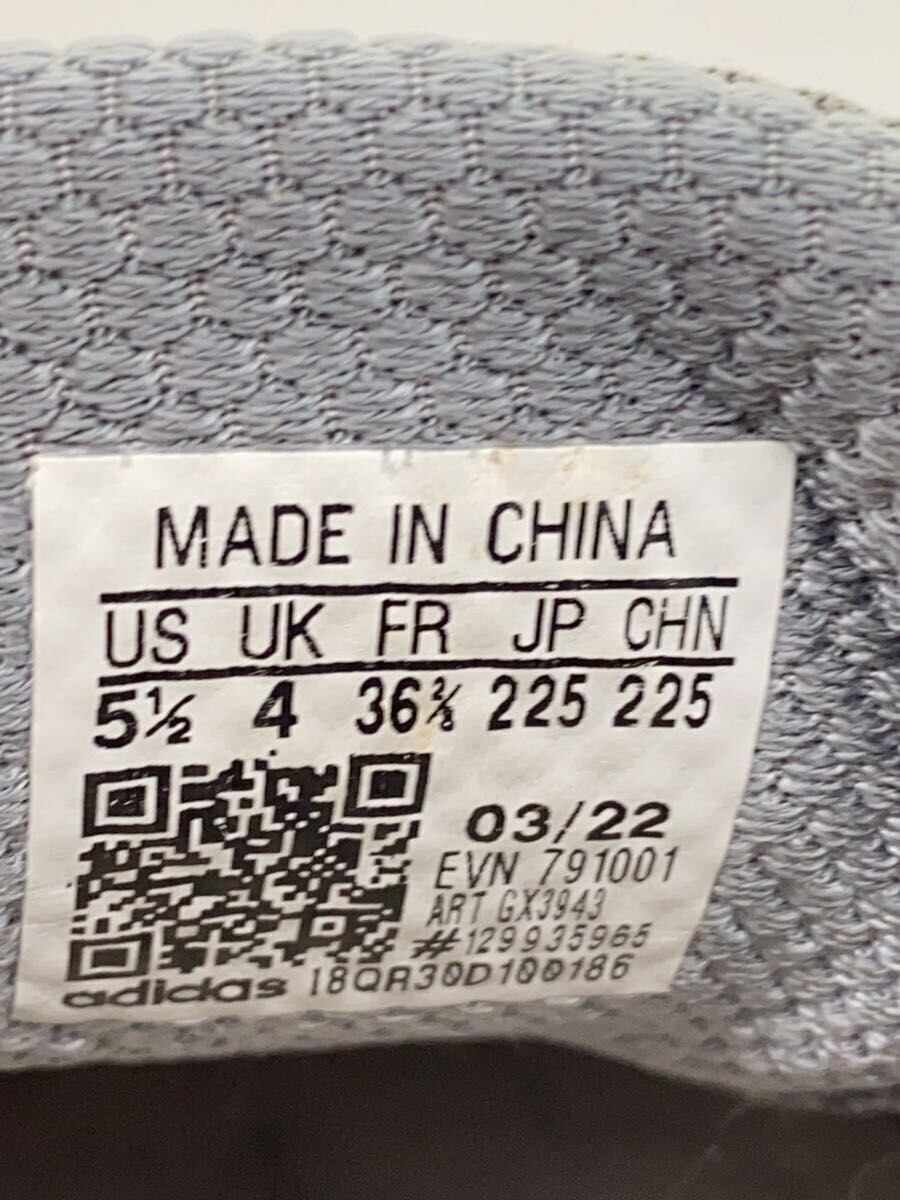 MADE IN CHINA
US UK FR JP CHN
5½ 4 36⅔ 225 225
03/22
EVN 791001
ART GX3943
#129935965
adidas 18QR30D100186